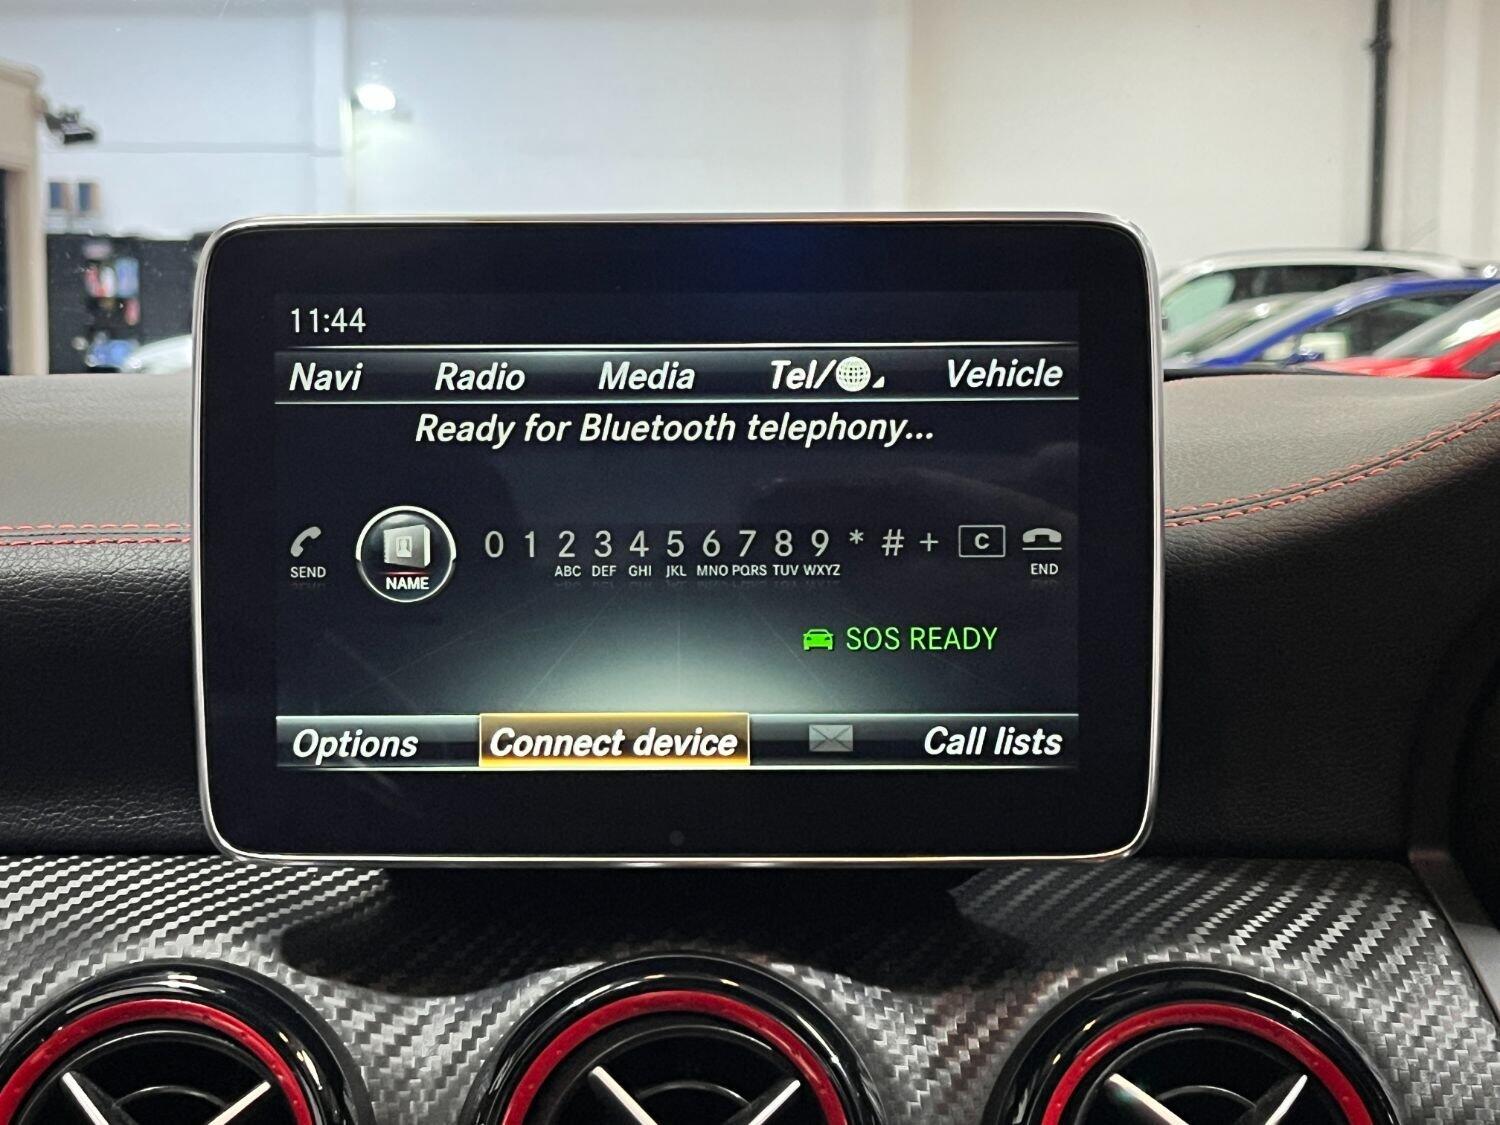 11:44
Navi Radio Media Tel/ Vehicle
Ready for Bluetooth telephony...
0 1 2 3 4 5 6 7 8 9 * # + C
SEND NAME ABC DEF GHI JKL MNO PQRS TUV WXYZ END
SOS READY
Options Connect device Call lists